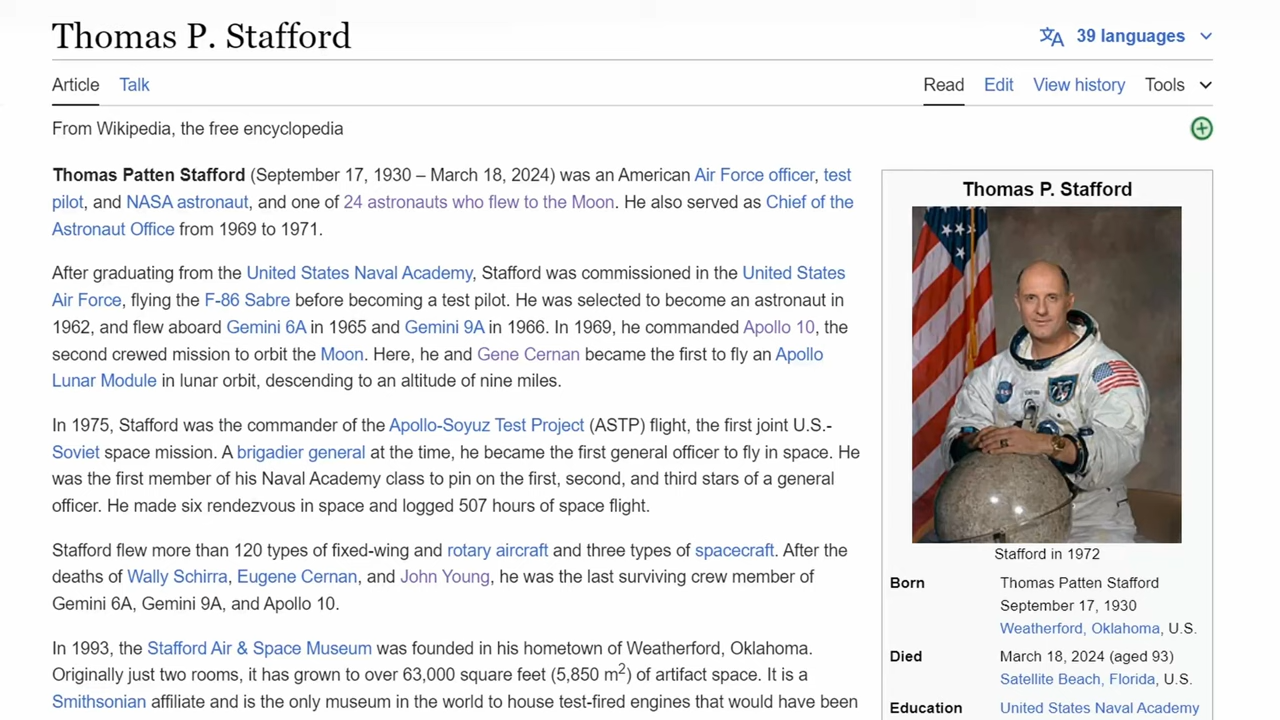 Thomas P. Stafford
39 languages
Article Talk Read Edit View history Tools
From Wikipedia, the free encyclopedia
Thomas Patten Stafford (September 17, 1930 – March 18, 2024) was an American Air Force officer, test
pilot, and NASA astronaut, and one of 24 astronauts who flew to the Moon. He also served as Chief of the
Astronaut Office from 1969 to 1971.
After graduating from the United States Naval Academy, Stafford was commissioned in the United States
Air Force, flying the F-86 Sabre before becoming a test pilot. He was selected to become an astronaut in
1962, and flew aboard Gemini 6A in 1965 and Gemini 9A in 1966. In 1969, he commanded Apollo 10, the
second crewed mission to orbit the Moon. Here, he and Gene Cernan became the first to fly an Apollo
Lunar Module in lunar orbit, descending to an altitude of nine miles.
In 1975, Stafford was the commander of the Apollo-Soyuz Test Project (ASTP) flight, the first joint U.S.-
Soviet space mission. A brigadier general at the time, he became the first general officer to fly in space. He
was the first member of his Naval Academy class to pin on the first, second, and third stars of a general
officer. He made six rendezvous in space and logged 507 hours of space flight.
Stafford flew more than 120 types of fixed-wing and rotary aircraft and three types of spacecraft. After the
deaths of Wally Schirra, Eugene Cernan, and John Young, he was the last surviving crew member of
Gemini 6A, Gemini 9A, and Apollo 10.
In 1993, the Stafford Air & Space Museum was founded in his hometown of Weatherford, Oklahoma.
Originally just two rooms, it has grown to over 63,000 square feet (5,850 m²) of artifact space. It is a
Smithsonian affiliate and is the only museum in the world to house test-fired engines that would have been
Thomas P. Stafford
Stafford in 1972
Born Thomas Patten Stafford
September 17, 1930
Weatherford, Oklahoma, U.S.
Died March 18, 2024 (aged 93)
Satellite Beach, Florida, U.S.
Education United States Naval Academy